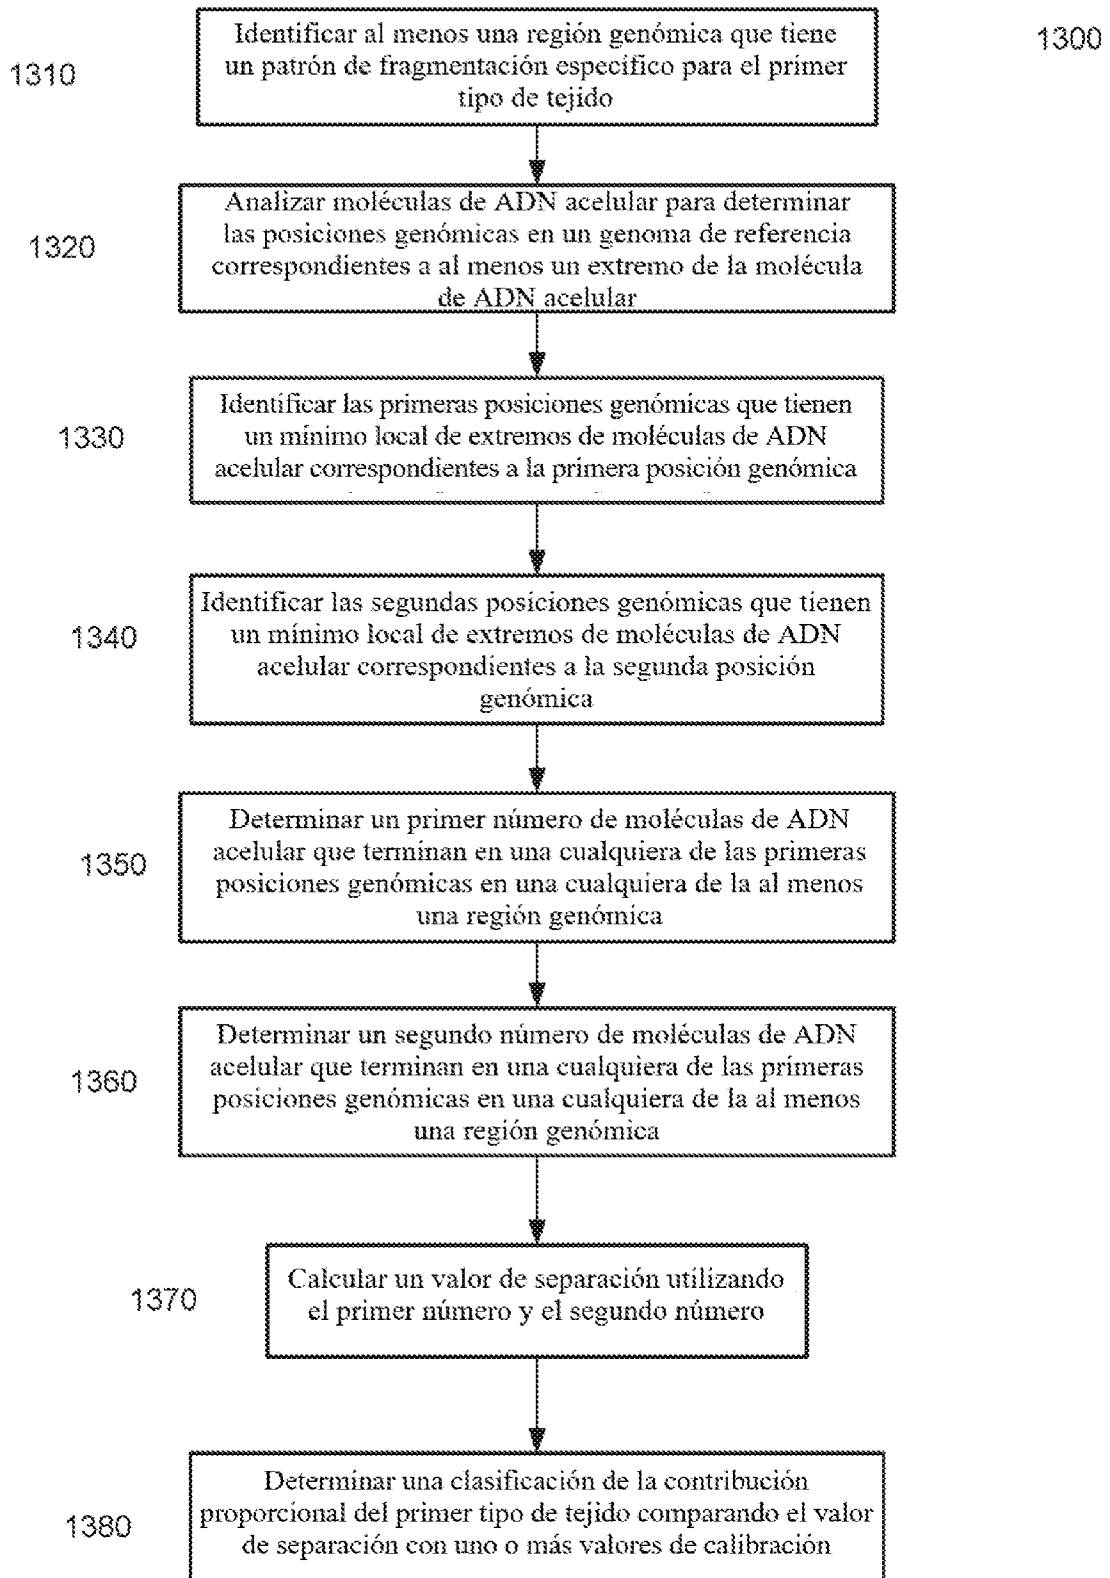 1300
1310
Identificar al menos una región genómica que tiene
un patrón de fragmentación específico para el primer
tipo de tejido
1320
Analizar moléculas de ADN acelular para determinar
las posiciones genómicas en un genoma de referencia
correspondientes a al menos un extremo de la molécula
de ADN acelular
1330
Identificar las primeras posiciones genómicas que tienen
un mínimo local de extremos de moléculas de ADN
acelular correspondientes a la primera posición genómica
1340
Identificar las segundas posiciones genómicas que tienen
un mínimo local de extremos de moléculas de ADN
acelular correspondientes a la segunda posición
genómica
1350
Determinar un primer número de moléculas de ADN
acelular que terminan en una cualquiera de las primeras
posiciones genómicas en una cualquiera de la al menos
una región genómica
1360
Determinar un segundo número de moléculas de ADN
acelular que terminan en una cualquiera de las primeras
posiciones genómicas en una cualquiera de la al menos
una región genómica
1370
Calcular un valor de separación utilizando
el primer número y el segundo número
1380
Determinar una clasificación de la contribución
proporcional del primer tipo de tejido comparando el valor
de separación con uno o más valores de calibración